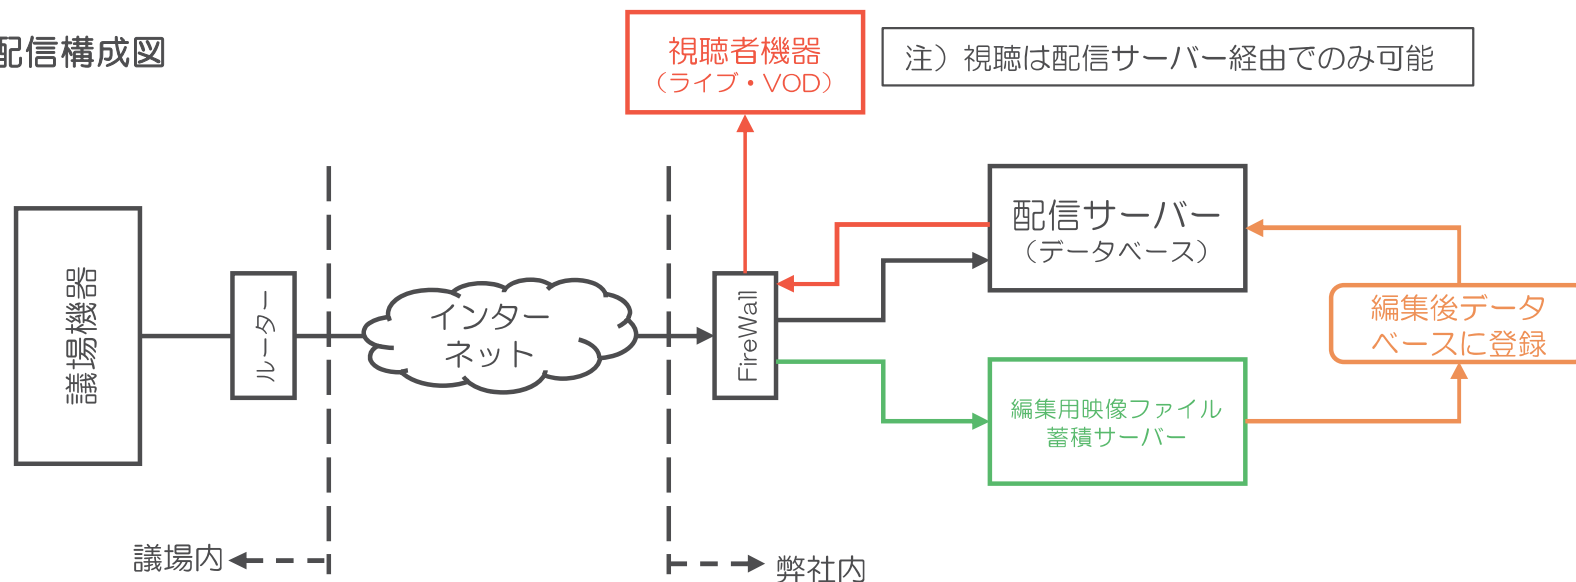 配信構成図
視聴者機器
（ライブ・VOD）
注）視聴は配信サーバー経由でのみ可能
議場機器
ルーター
インター
ネット
FireWall
配信サーバー
（データベース）
編集後データ
ベースに登録
編集用映像ファイル
蓄積サーバー
議場内
弊社内